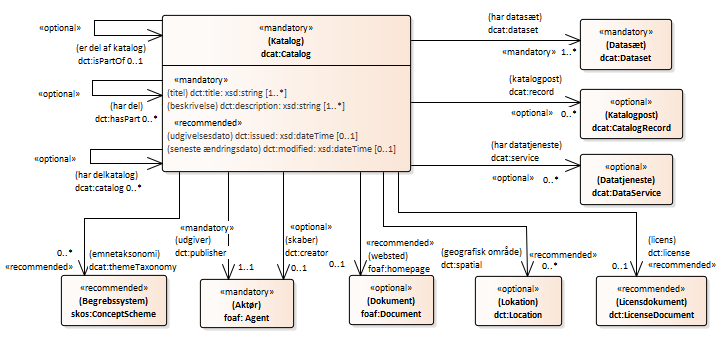 «mandatory»
(Katalog)
dcat:Catalog
«mandatory»
(titel) dct:title: xsd:string [1..*]
(beskrivelse) dct:description: xsd:string [1..*]
«recommended»
(udgivelsesdato) dct:issued: xsd:dateTime [0..1]
(seneste ændringsdato) dct:modified: xsd:dateTime [0..1]
«optional»
(er del af katalog)
dct:isPartOf 0..1
«optional»
(har del)
dct:hasPart 0..*
«optional»
(har delkatalog)
dcat:catalog 0..*
(har datasæt)
dcat:dataset
«mandatory» 1..*
«mandatory»
(Datasæt)
dcat:Dataset
(katalogpost)
dcat:record
«optional» 0..*
«optional»
(Katalogpost)
dcat:CatalogRecord
(har datatjeneste)
dcat:service
«optional» 0..*
«optional»
(Datatjeneste)
dcat:DataService
0..*
«recommended»
(emnetaksonomi)
dcat:themeTaxonomy
«recommended»
(Begrebssystem)
skos:ConceptScheme
«mandatory»
(udgiver)
dct:publisher
1..1
«optional»
(skaber)
dct:creator
0..1
«mandatory»
(Aktør)
foaf: Agent
0..1
«recommended»
(websted)
foaf:homepage
«optional»
(Dokument)
foaf:Document
(geografisk område)
dct:spatial
«recommended»
0..*
«optional»
(Lokation)
dct:Location
(licens)
dct:license
0..1 «recommended»
«recommended»
(Licensdokument)
dct:LicenseDocument